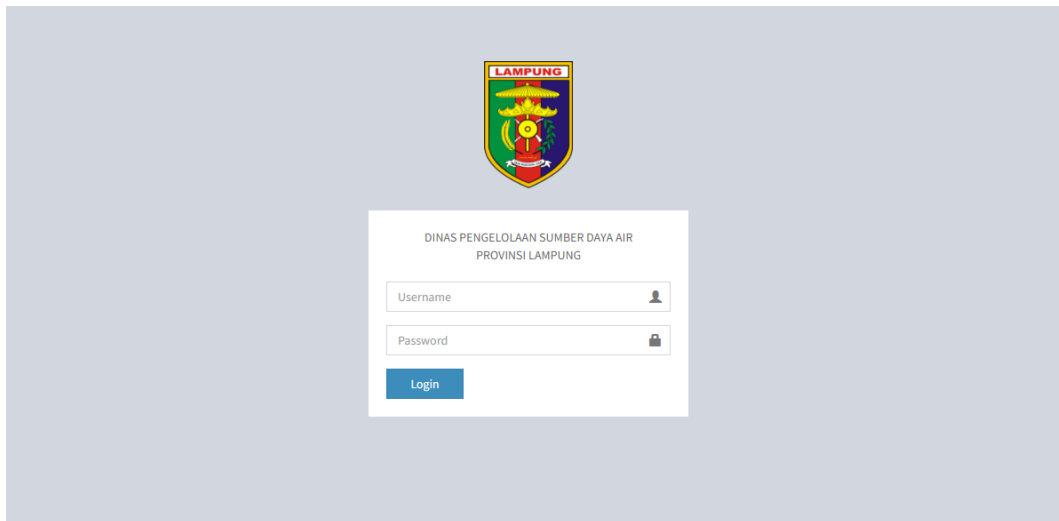 LAMPUNG
DINAS PENGELOLAAN SUMBER DAYA AIR
PROVINSI LAMPUNG
Username
Password
Login